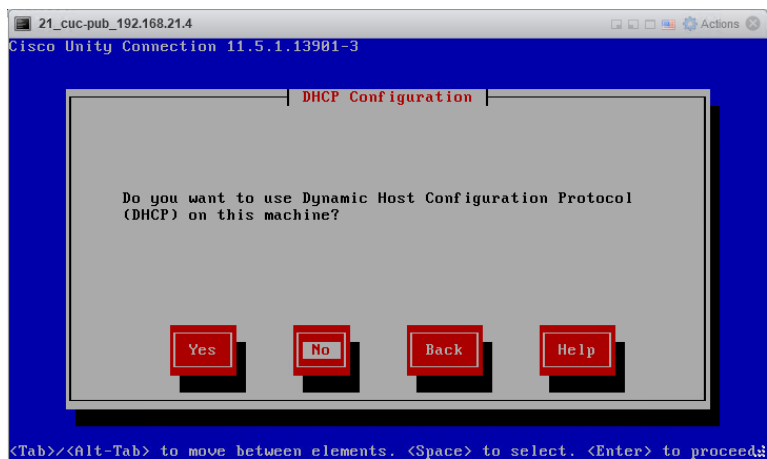 21_cuc-pub_192.168.21.4
Actions
Cisco Unity Connection 11.5.1.13901-3
DHCP Configuration
Do you want to use Dynamic Host Configuration Protocol
(DHCP) on this machine?
Yes
No
Back
Help
<Tab>/<Alt-Tab> to move between elements. <Space> to select. <Enter> to proceed.